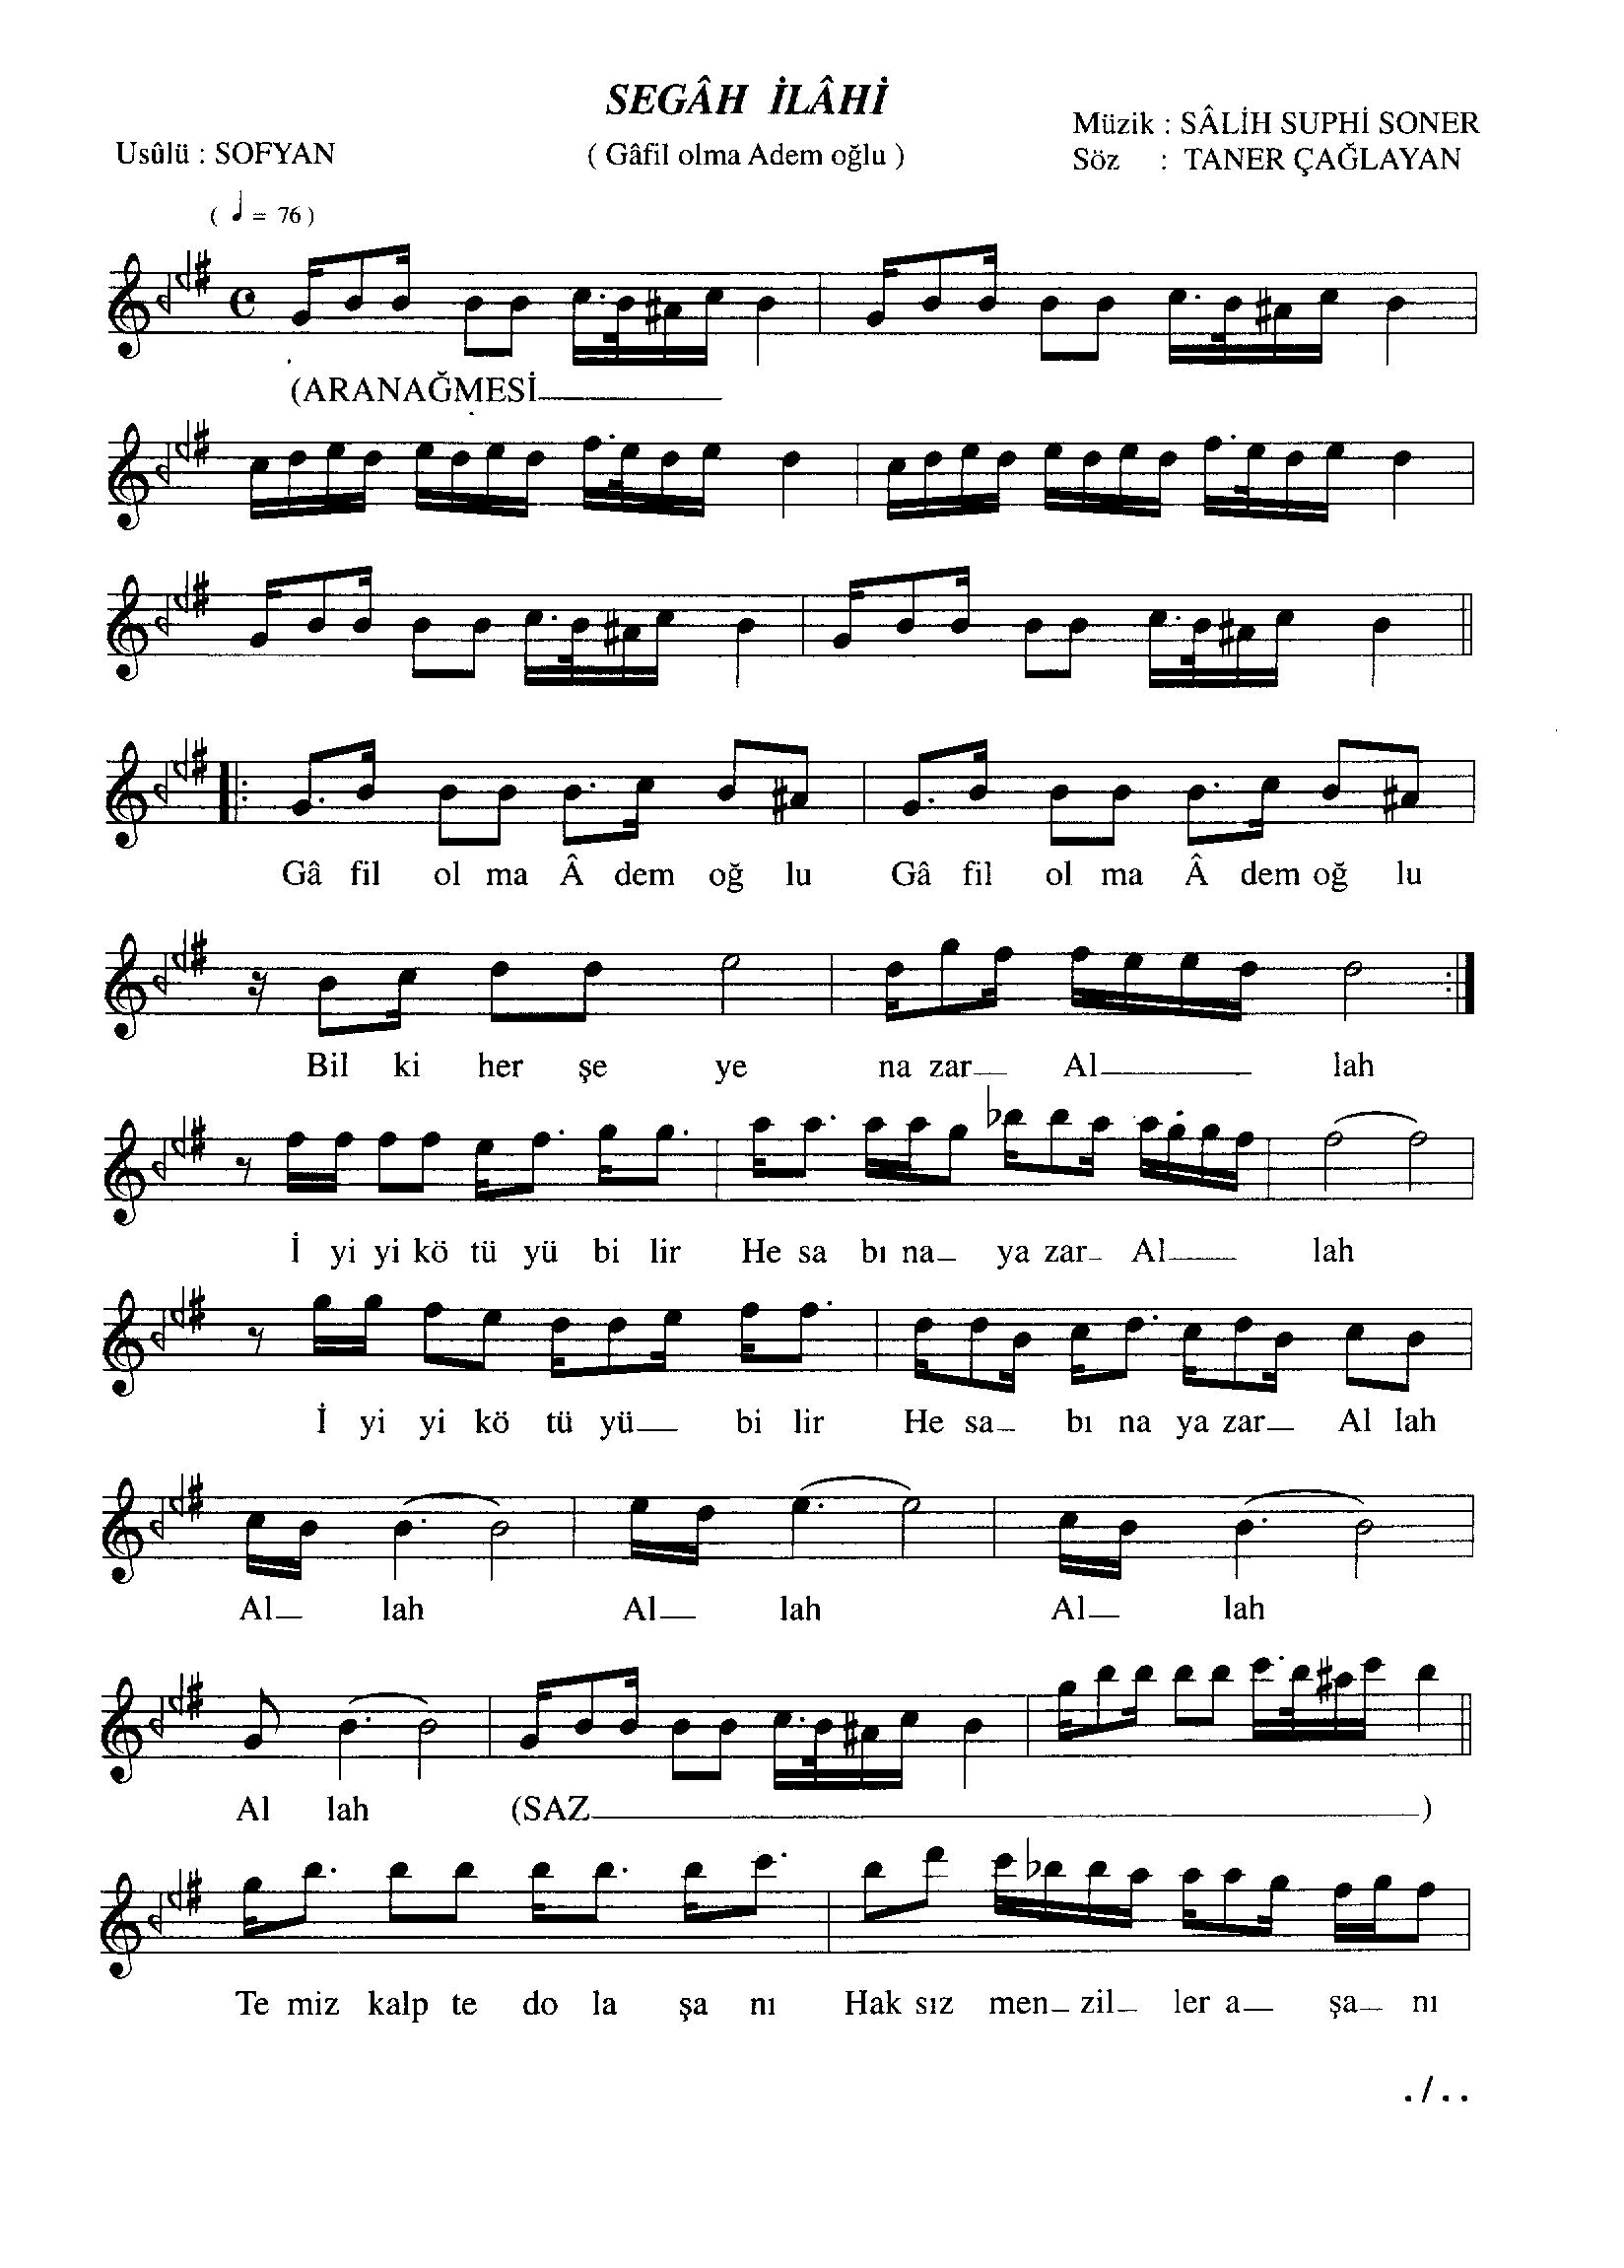 SEGÂH İLÂHİ
Müzik : SÂLİH SUPHİ SONER
Usûlü : SOFYAN
( Gâfil olma Adem oğlu )
Söz : TANER ÇAĞLAYAN
( ♩ = 76 )
(ARANAĞMESİ
Gâ fil ol ma Â dem oğ lu Gâ fil ol ma Â dem oğ lu
Bil ki her şe ye na zar Al lah
İ yi yi kö tü yü bi lir He sa bı na ya zar Al lah
İ yi yi kö tü yü bi lir He sa bı na ya zar Al lah
Al lah Al lah Al lah
Al lah (SAZ )
Te miz kalp te do la şa nı Hak sız men zil ler a şa nı
. / . .